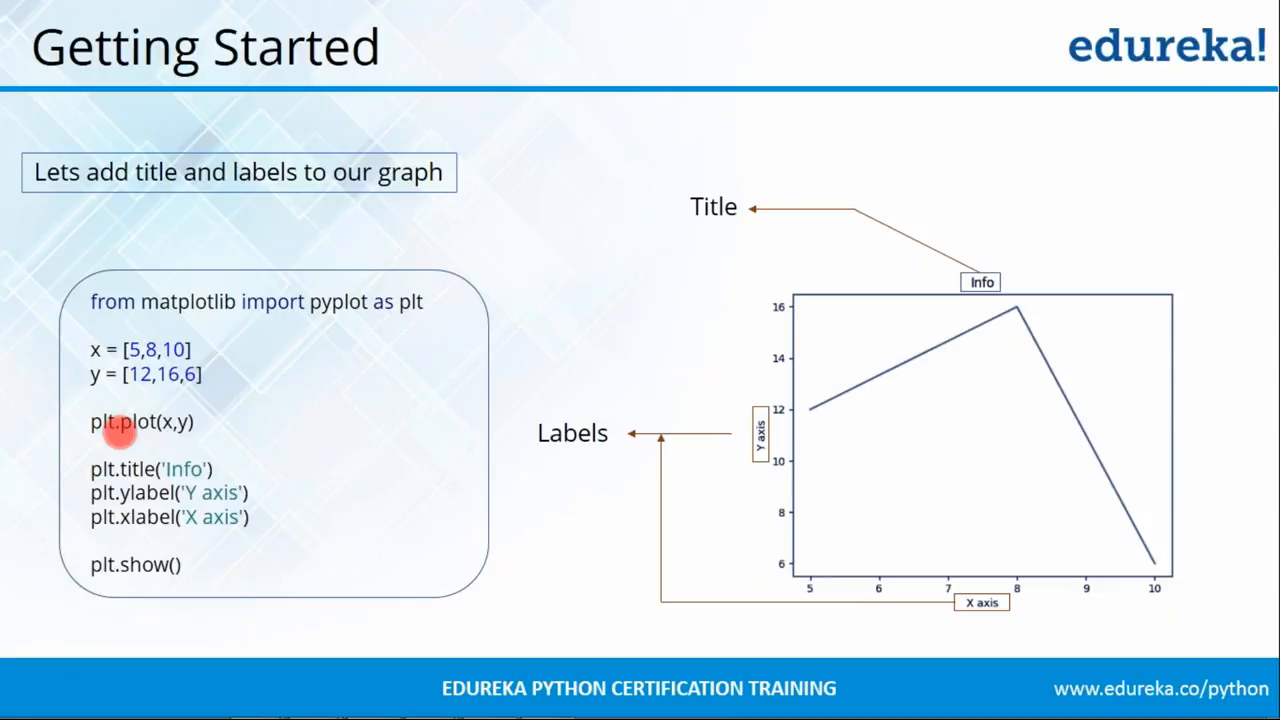 Getting Started
edureka!
Lets add title and labels to our graph
from matplotlib import pyplot as plt
x = [5,8,10]
y = [12,16,6]
plt.plot(x,y)
plt.title('Info')
plt.ylabel('Y axis')
plt.xlabel('X axis')
plt.show()
Title
Info
Labels
Y axis
16
14
12
10
8
6
5 6 7 8 9 10
X axis
EDUREKA PYTHON CERTIFICATION TRAINING
www.edureka.co/python